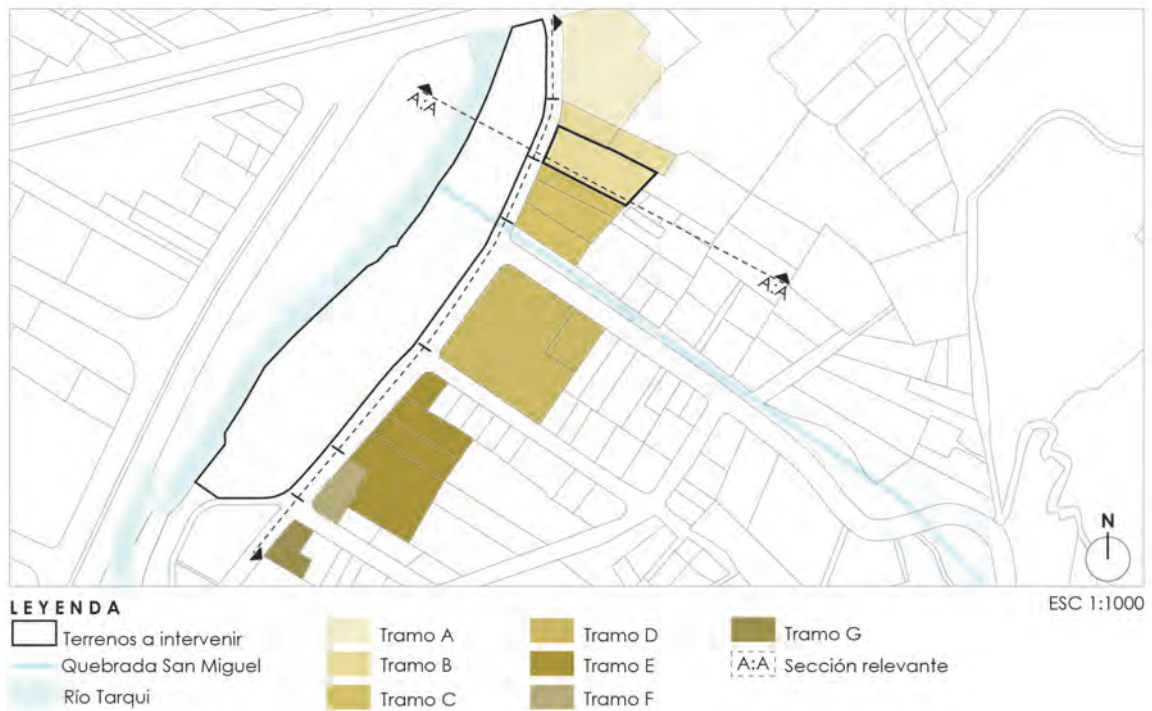 A:A
A:A
N
ESC 1:1000
LEYENDA
Terrenos a intervenir
Quebrada San Miguel
Río Tarqui
Tramo A
Tramo B
Tramo C
Tramo D
Tramo E
Tramo F
Tramo G
A:A Sección relevante